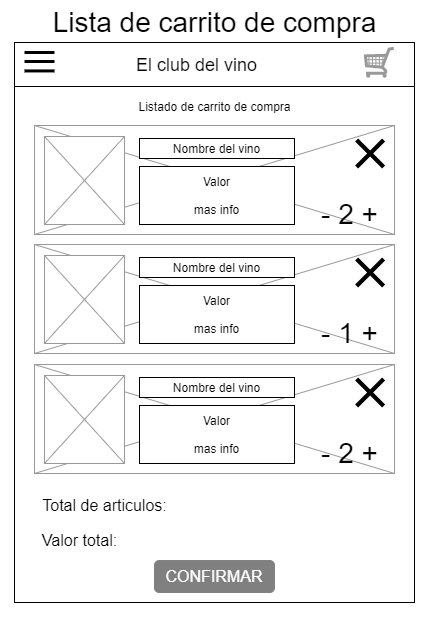 Lista de carrito de compra
El club del vino
Listado de carrito de compra
Nombre del vino
Valor
mas info
- 2 +
Nombre del vino
Valor
mas info
- 1 +
Nombre del vino
Valor
mas info
- 2 +
Total de articulos:
Valor total:
CONFIRMAR